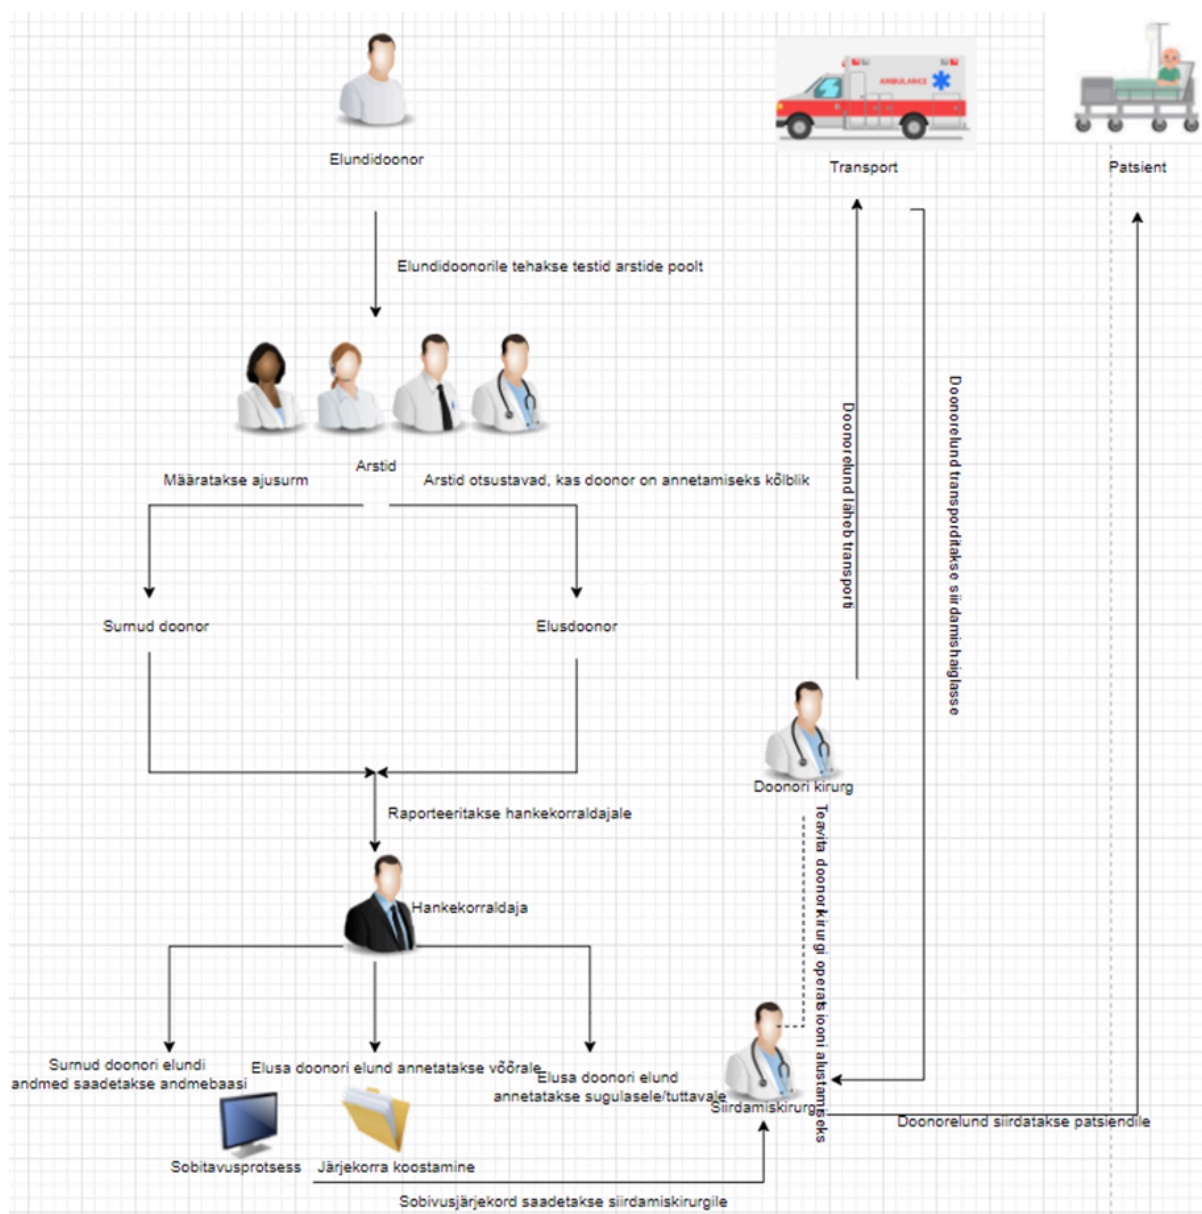 AMBULANCE
Elundidoonor
Transport
Patsient
Elundidoonorile tehakse testid arstide poolt
Arstid
Määratakse ajusurm
Arstid otsustavad, kas doonor on annetamiseks kõlblik
Doonorelund läheb transporti
Doonorelund transporditakse siirdamishaiglasse
Surnud doonor
Elusdoonor
Doonori kirurg
Raporteeritakse hankekorraldajale
Teavita doonorkirurgi operatsiooni alustamiseks
Hankekorraldaja
Surnud doonori elundi
andmed saadetakse andmebaasi
Elusa doonori elund annetatakse võõrale
Elusa doonori elund
annetatakse sugulasele/tuttavale
Siirdamiskirurg
Doonorelund siirdatakse patsiendile
Sobitavusprotsess
Järjekorra koostamine
Sobivusjärjekord saadetakse siirdamiskirurgile